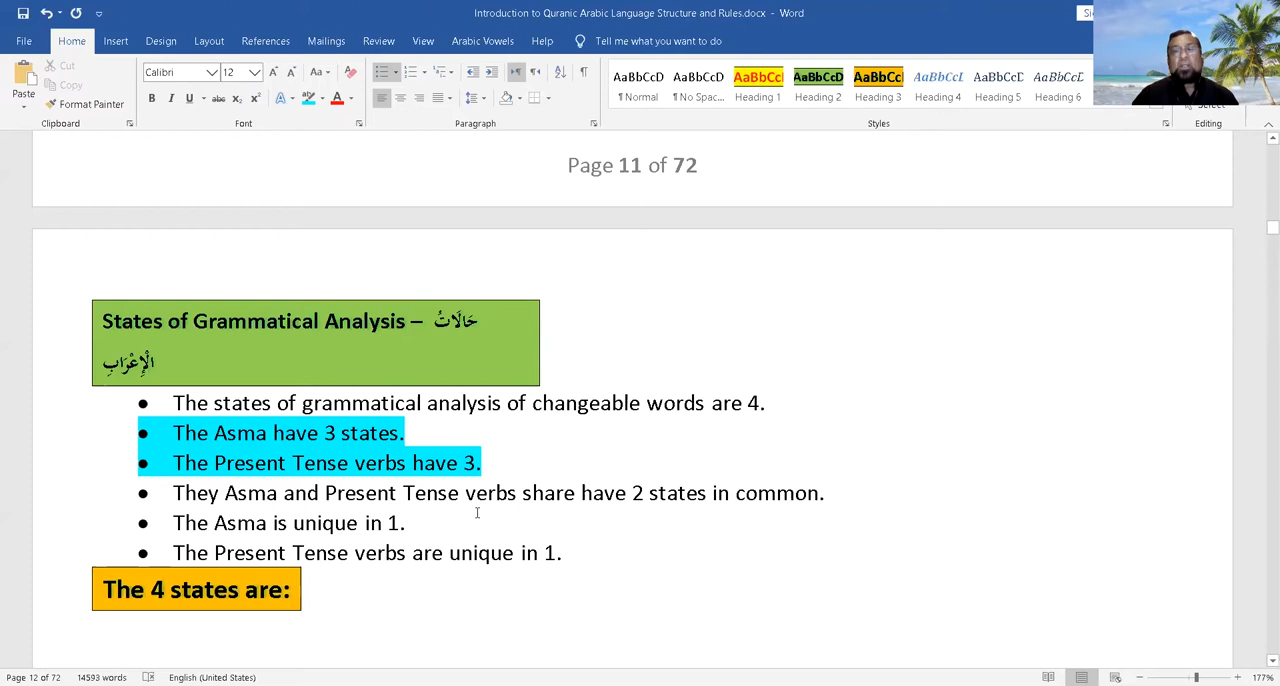 Introduction to Quranic Arabic Language Structure and Rules.docx - Word
File Home Insert Design Layout References Mailings Review View Arabic Vowels Help Tell me what you want to do
Paste
Cut
Copy
Format Painter
Calibri 12
AaBbCcD AaBbCcD AaBbCc AaBbCcD AaBbCc AaBbCcL AaBbCcD AaBbCcD
¶ Normal ¶ No Spac... Heading 1 Heading 2 Heading 3 Heading 4 Heading 5 Heading 6
Clipboard Font Paragraph Styles Editing
Page 11 of 72
States of Grammatical Analysis – حَالَاتُ
الْإِعْرَابِ
• The states of grammatical analysis of changeable words are 4.
• The Asma have 3 states.
• The Present Tense verbs have 3.
• They Asma and Present Tense verbs share have 2 states in common.
• The Asma is unique in 1.
• The Present Tense verbs are unique in 1.
The 4 states are:
Page 12 of 72 14593 words English (United States) 177%